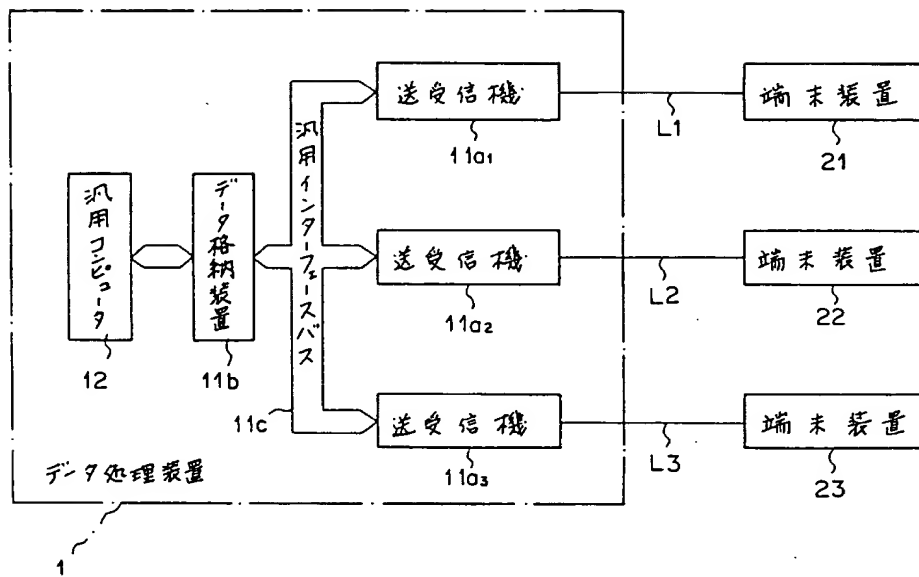 送受信機
11a1
L1
端末装置
21
汎用コンピュータ
12
データ格納装置
11b
汎用インターフェースバス
11c
送受信機
11a2
L2
端末装置
22
送受信機
11a3
L3
端末装置
23
データ処理装置
1